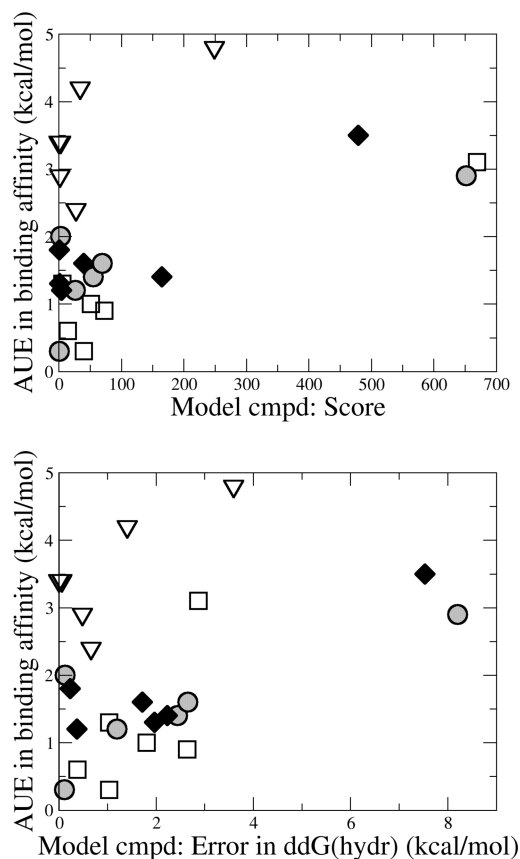 AUE in binding affinity (kcal/mol)
5
4
3
2
1
0
0 100 200 300 400 500 600 700
Model cmpd: Score
AUE in binding affinity (kcal/mol)
5
4
3
2
1
0
0 2 4 6 8
Model cmpd: Error in ddG(hydr) (kcal/mol)